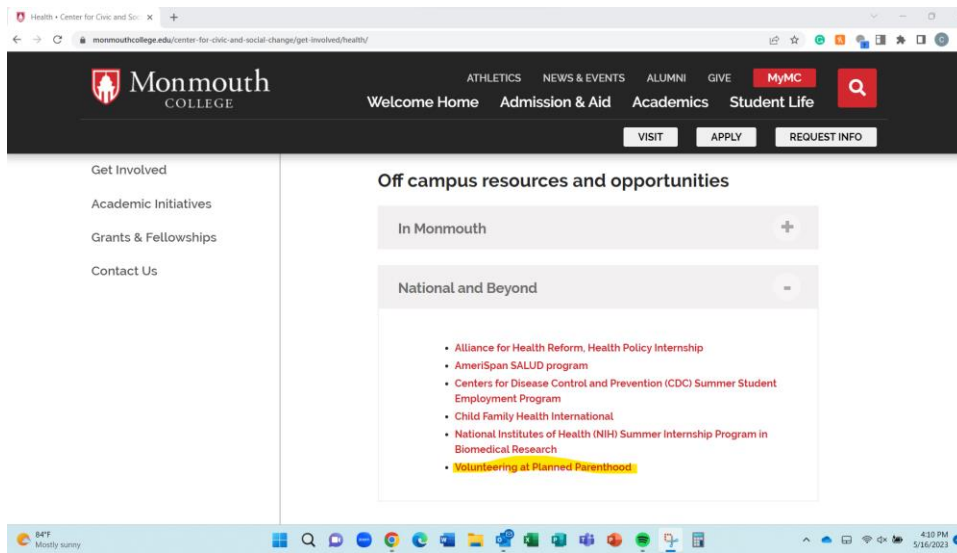 Health • Center for Civic and Soc
monmouthcollege.edu/center-for-civic-and-social-change/get-involved/health/
Monmouth
COLLEGE
ATHLETICS NEWS & EVENTS ALUMNI GIVE MyMC
Welcome Home Admission & Aid Academics Student Life
VISIT APPLY REQUEST INFO
Get Involved
Academic Initiatives
Grants & Fellowships
Contact Us
Off campus resources and opportunities
In Monmouth
National and Beyond
• Alliance for Health Reform, Health Policy Internship
• AmeriSpan SALUD program
• Centers for Disease Control and Prevention (CDC) Summer Student
Employment Program
• Child Family Health International
• National Institutes of Health (NIH) Summer Internship Program in
Biomedical Research
• Volunteering at Planned Parenthood
84°F
Mostly sunny
4:10 PM
5/16/2023